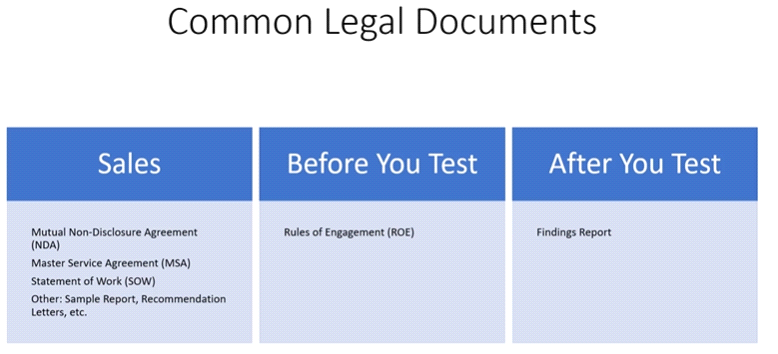 Common Legal Documents
Sales
Mutual Non-Disclosure Agreement
(NDA)
Master Service Agreement (MSA)
Statement of Work (SOW)
Other: Sample Report, Recommendation
Letters, etc.
Before You Test
Rules of Engagement (ROE)
After You Test
Findings Report